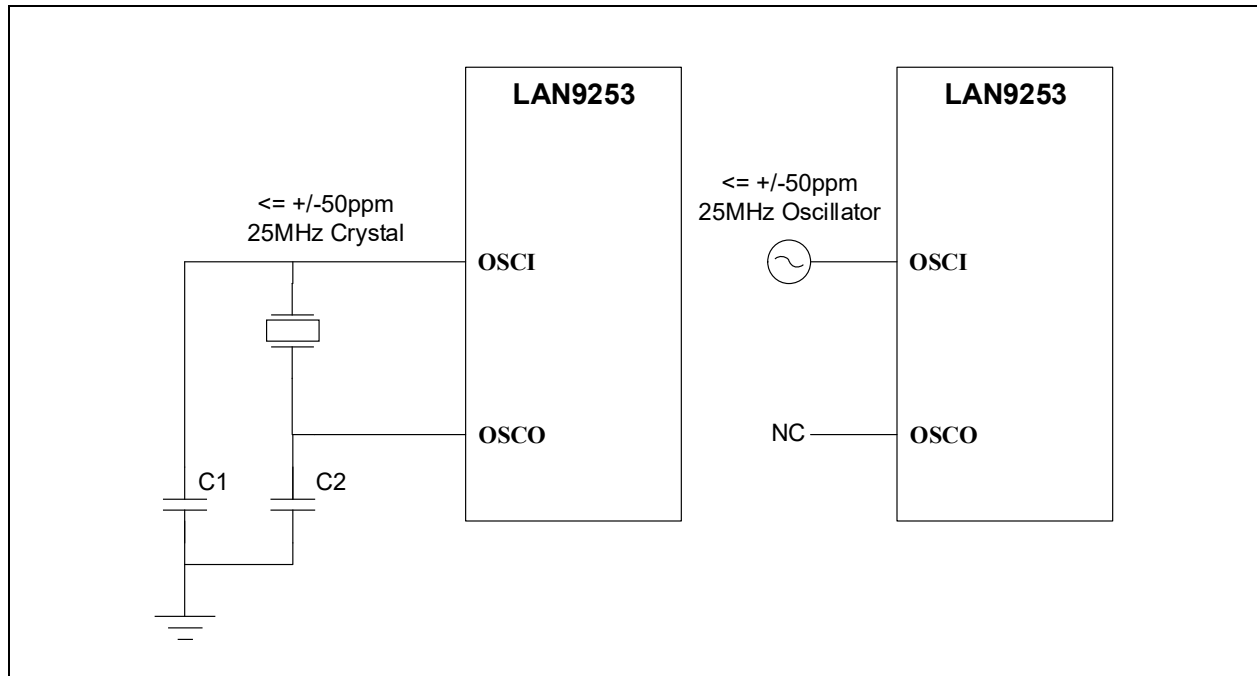 LAN9253
<= +/-50ppm
25MHz Crystal
OSCI
OSCO
C1
C2
LAN9253
<= +/-50ppm
25MHz Oscillator
OSCI
NC
OSCO